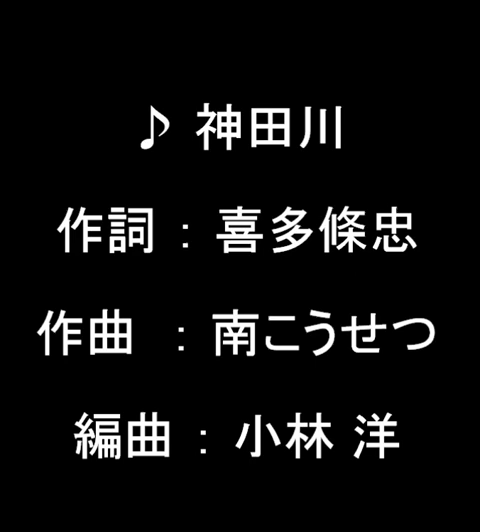 ♪ 神田川
作詞 : 喜多條忠
作曲 : 南こうせつ
編曲 : 小林 洋